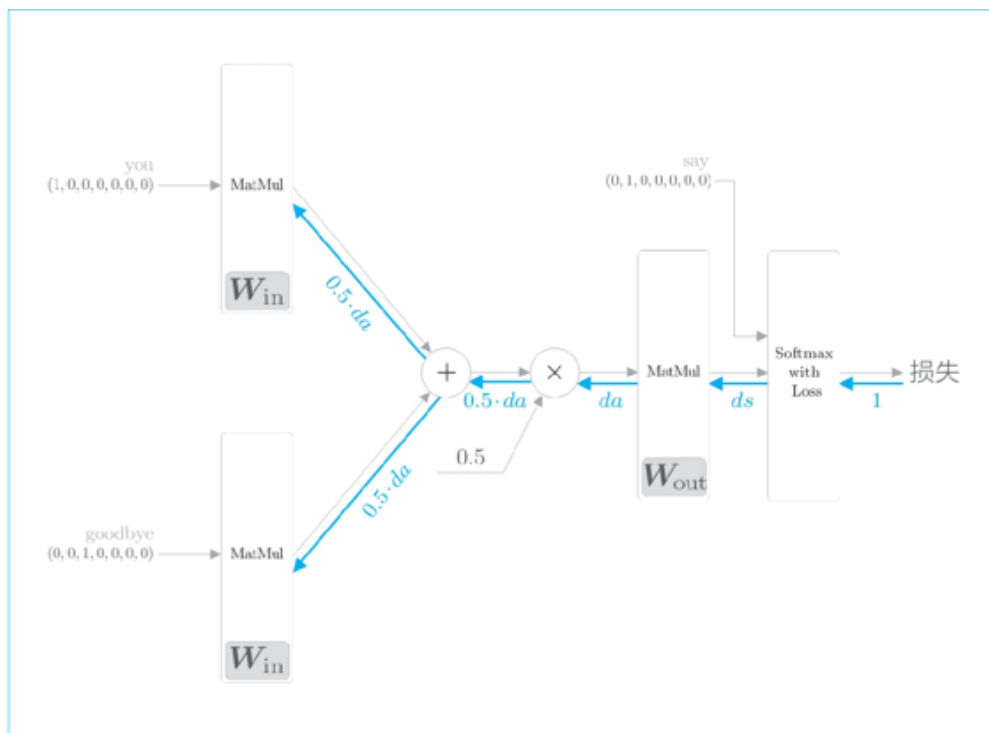 you
(1, 0, 0, 0, 0, 0, 0)
MatMul
W_in
0.5·da
say
(0, 1, 0, 0, 0, 0, 0)
+
×
MatMul
W_out
Softmax
with
Loss
损失
0.5·da
da
ds
1
0.5
0.5·da
goodbye
(0, 0, 1, 0, 0, 0, 0)
MatMul
W_in